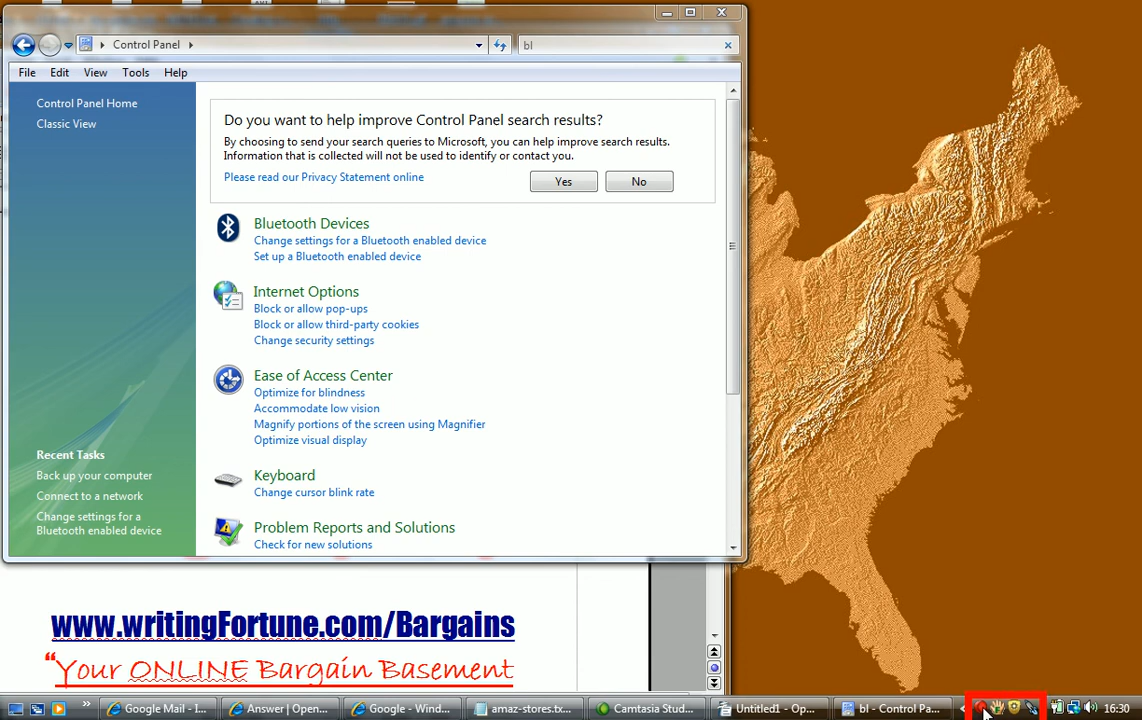 Control Panel
bl
File Edit View Tools Help
Control Panel Home
Classic View
Do you want to help improve Control Panel search results?
By choosing to send your search queries to Microsoft, you can help improve search results.
Information that is collected will not be used to identify or contact you.
Please read our Privacy Statement online
Yes No
Bluetooth Devices
Change settings for a Bluetooth enabled device
Set up a Bluetooth enabled device
Internet Options
Block or allow pop-ups
Block or allow third-party cookies
Change security settings
Ease of Access Center
Optimize for blindness
Accommodate low vision
Magnify portions of the screen using Magnifier
Optimize visual display
Keyboard
Change cursor blink rate
Problem Reports and Solutions
Check for new solutions
Recent Tasks
Back up your computer
Connect to a network
Change settings for a
Bluetooth enabled device
www.writingFortune.com/Bargains
“Your ONLINE Bargain Basement
Google Mail - I... Answer | Open... Google - Wind... amaz-stores.tx... Camtasia Stud... Untitled1 - Op... bl - Control Pa... 16:30